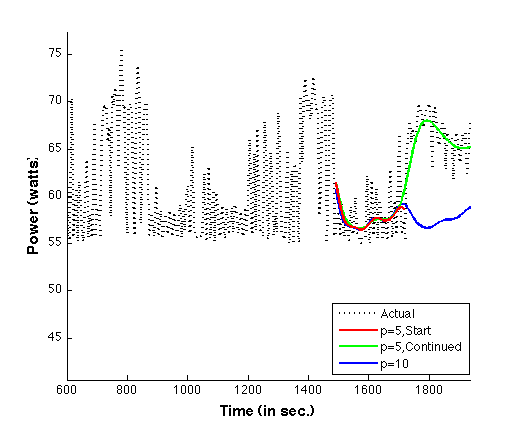 75
70
65
60
55
50
45
Power (watts)
600
800
1000
1200
1400
1600
1800
Time (in sec.)
Actual
p=5,Start
p=5,Continued
p=10